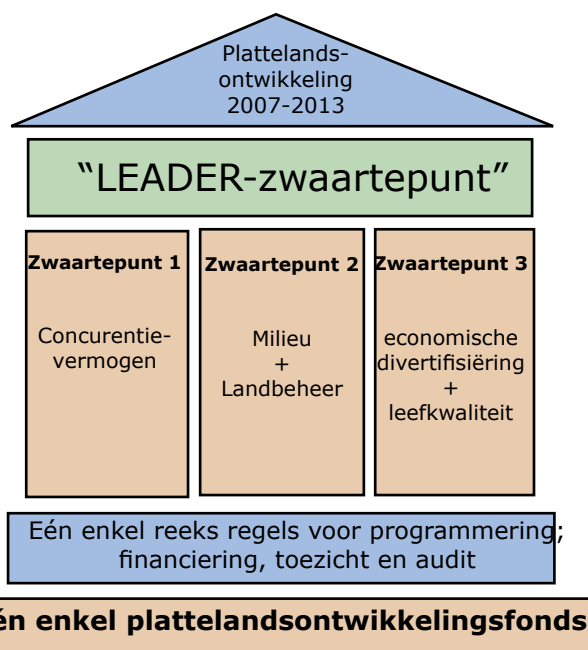 Plattelands-
ontwikkeling
2007-2013
“LEADER-zwaartepunt”
Zwaartepunt 1
Concurentie-
vermogen
Zwaartepunt 2
Milieu
+
Landbeheer
Zwaartepunt 3
economische
divertifisiëring
+
leefkwaliteit
Eén enkel reeks regels voor programmering;
financiering, toezicht en audit
én enkel plattelandsontwikkelingsfonds